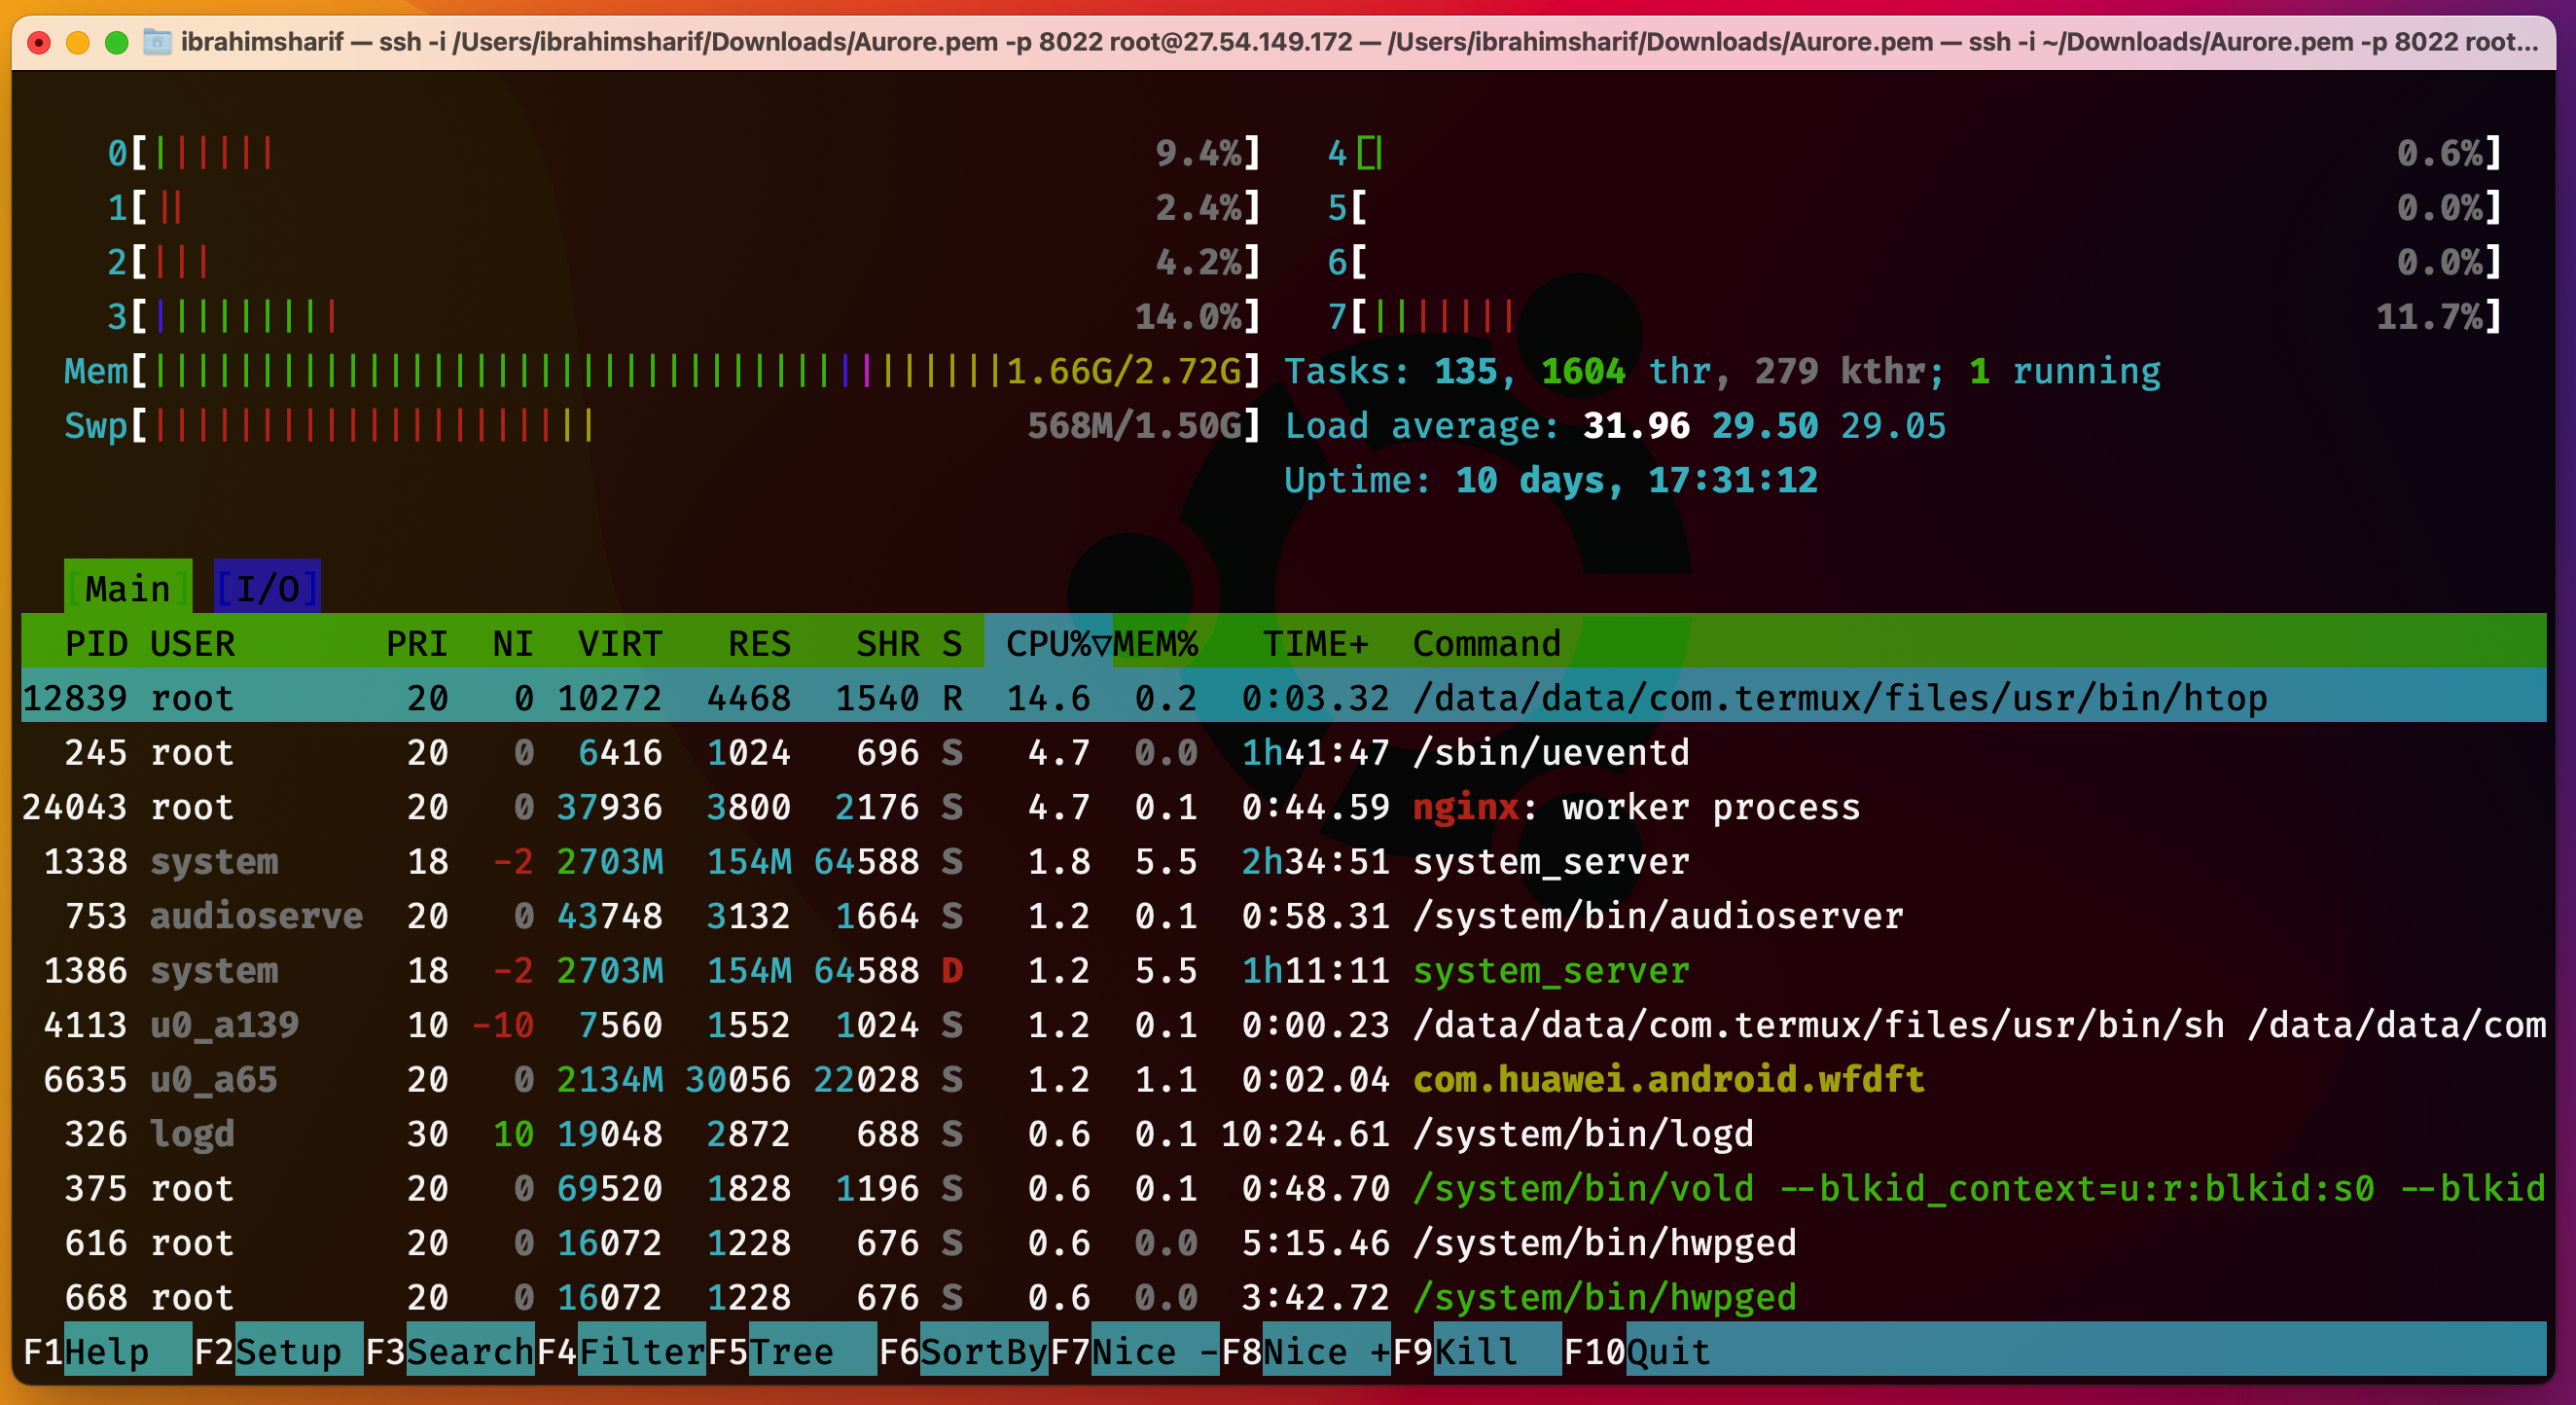 ibrahimsharif — ssh -i /Users/ibrahimsharif/Downloads/Aurore.pem -p 8022 root@27.54.149.172 — /Users/ibrahimsharif/Downloads/Aurore.pem — ssh -i ~/Downloads/Aurore.pem -p 8022 root...
0[|||||| 9.4%] 4[| 0.6%]
1[|| 2.4%] 5[ 0.0%]
2[||| 4.2%] 6[ 0.0%]
3[||||||||| 14.0%] 7[||||||| 11.7%]
Mem[||||||||||||||||||||||||||||||||||||||||1.66G/2.72G] Tasks: 135, 1604 thr, 279 kthr; 1 running
Swp[||||||||||||||||||||| 568M/1.50G] Load average: 31.96 29.50 29.05
Uptime: 10 days, 17:31:12
[Main] [I/O]
PID USER PRI NI VIRT RES SHR S CPU%▽MEM% TIME+ Command
12839 root 20 0 10272 4468 1540 R 14.6 0.2 0:03.32 /data/data/com.termux/files/usr/bin/htop
245 root 20 0 6416 1024 696 S 4.7 0.0 1h41:47 /sbin/ueventd
24043 root 20 0 37936 3800 2176 S 4.7 0.1 0:44.59 nginx: worker process
1338 system 18 -2 2703M 154M 64588 S 1.8 5.5 2h34:51 system_server
753 audioserve 20 0 43748 3132 1664 S 1.2 0.1 0:58.31 /system/bin/audioserver
1386 system 18 -2 2703M 154M 64588 D 1.2 5.5 1h11:11 system_server
4113 u0_a139 10 -10 7560 1552 1024 S 1.2 0.1 0:00.23 /data/data/com.termux/files/usr/bin/sh /data/data/com
6635 u0_a65 20 0 2134M 30056 22028 S 1.2 1.1 0:02.04 com.huawei.android.wfdft
326 logd 30 10 19048 2872 688 S 0.6 0.1 10:24.61 /system/bin/logd
375 root 20 0 69520 1828 1196 S 0.6 0.1 0:48.70 /system/bin/vold --blkid_context=u:r:blkid:s0 --blkid
616 root 20 0 16072 1228 676 S 0.6 0.0 5:15.46 /system/bin/hwpged
668 root 20 0 16072 1228 676 S 0.6 0.0 3:42.72 /system/bin/hwpged
F1Help F2Setup F3SearchF4FilterF5Tree F6SortByF7Nice -F8Nice +F9Kill F10Quit